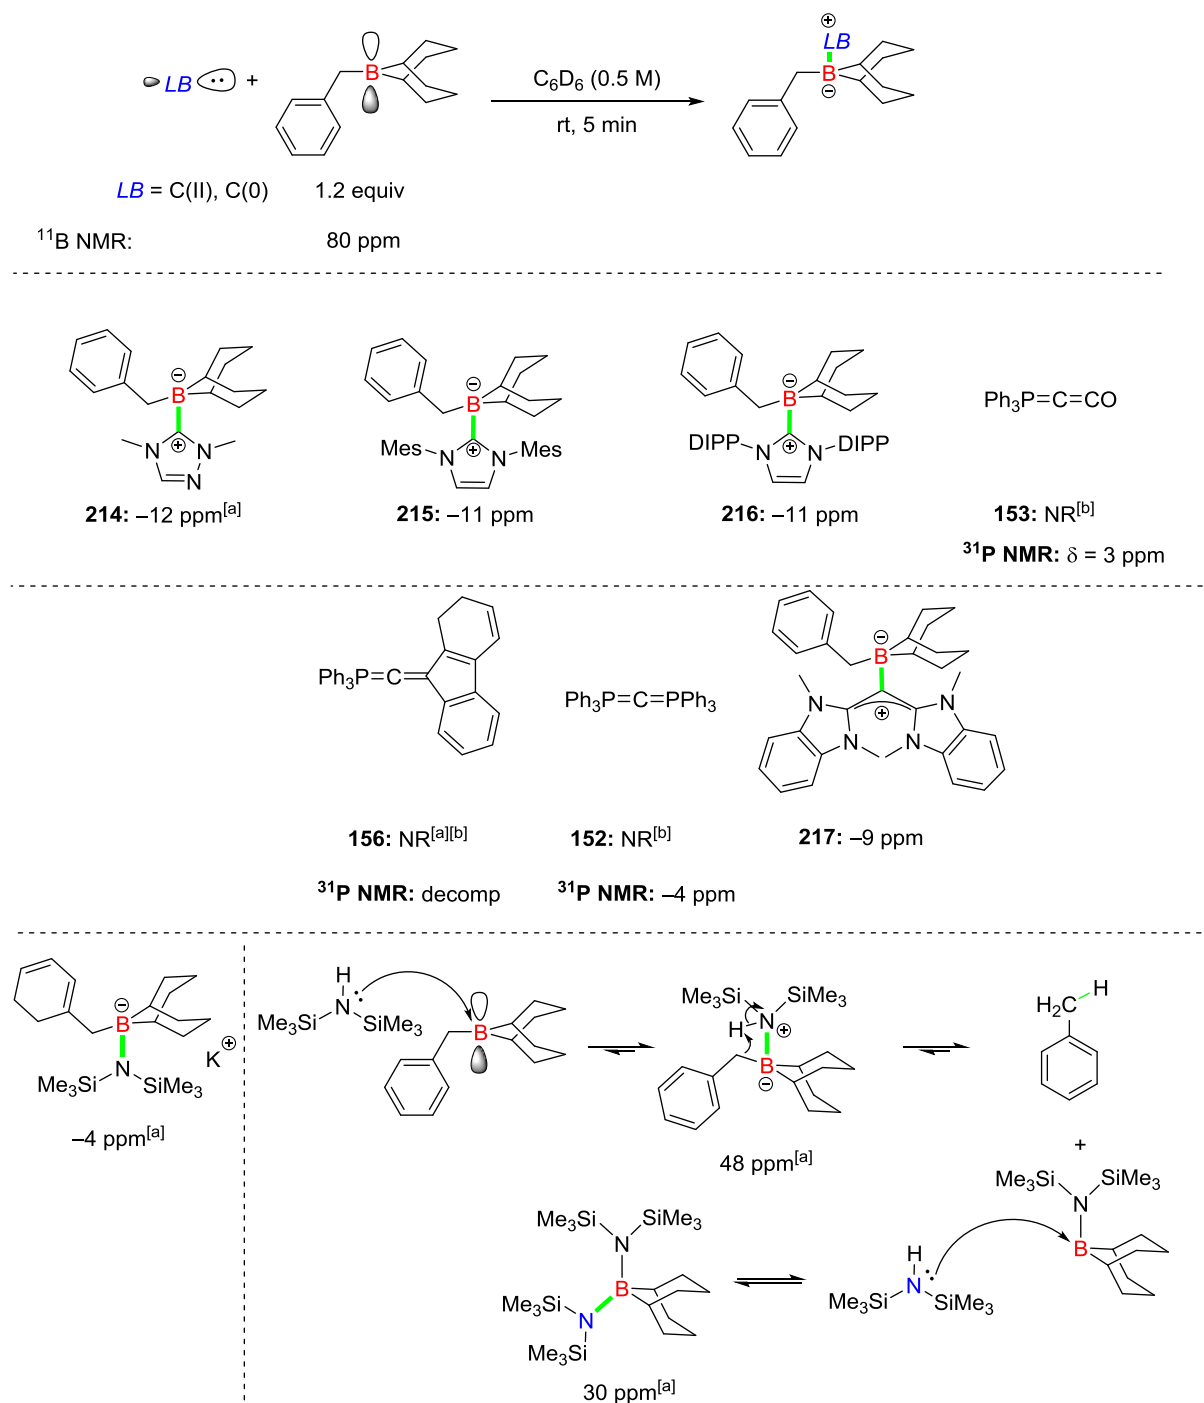 LB + B C₆D₆ (0.5 M) ⊕ LB
rt, 5 min B ⊖
LB = C(II), C(0) 1.2 equiv
¹¹B NMR: 80 ppm
⊖ B ⊕ N N N
⊖ B Mes N ⊕ N Mes
⊖ B DIPP N ⊕ N DIPP
Ph₃P=C=CO
214: –12 ppm[a] 215: –11 ppm 216: –11 ppm 153: NR[b]
³¹P NMR: δ = 3 ppm
Ph₃P=C=
Ph₃P=C=PPh₃
⊖ B N ⊕ N N N
156: NR[a][b] 152: NR[b] 217: –9 ppm
³¹P NMR: decomp ³¹P NMR: –4 ppm
⊖ B N Me₃Si SiMe₃ K⊕
–4 ppm[a]
H N: Me₃Si SiMe₃ B
Me₃Si SiMe₃ H N ⊕ B ⊖
48 ppm[a]
H₂C H
+
Me₃Si SiMe₃ N B
H N: Me₃Si SiMe₃
Me₃Si SiMe₃ N B Me₃Si N Me₃Si
30 ppm[a]